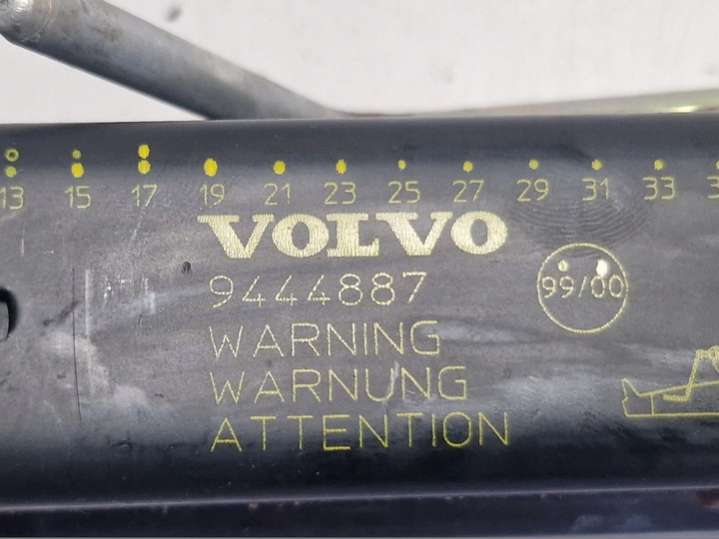 13 15 17 19 21 23 25 27 29 31 33
VOLVO
9444887
99/00
WARNING
WARNUNG
ATTENTION